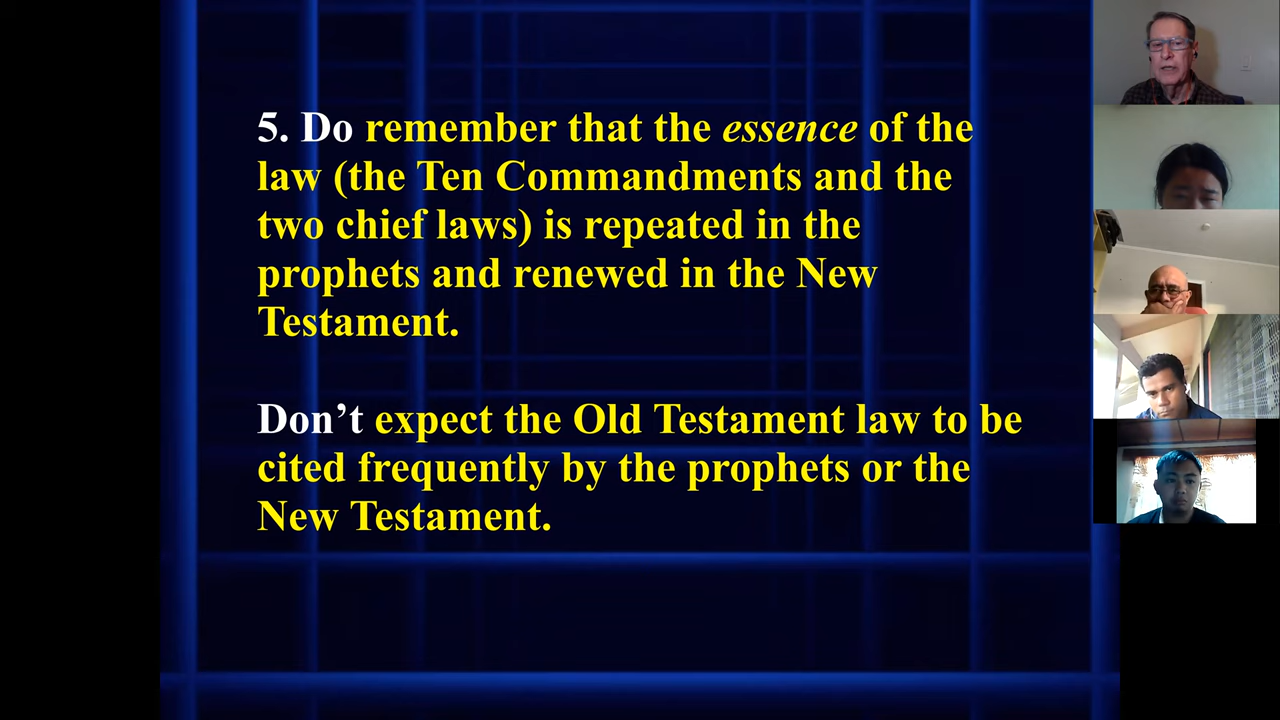 5. Do remember that the essence of the
law (the Ten Commandments and the
two chief laws) is repeated in the
prophets and renewed in the New
Testament.
Don’t expect the Old Testament law to be
cited frequently by the prophets or the
New Testament.